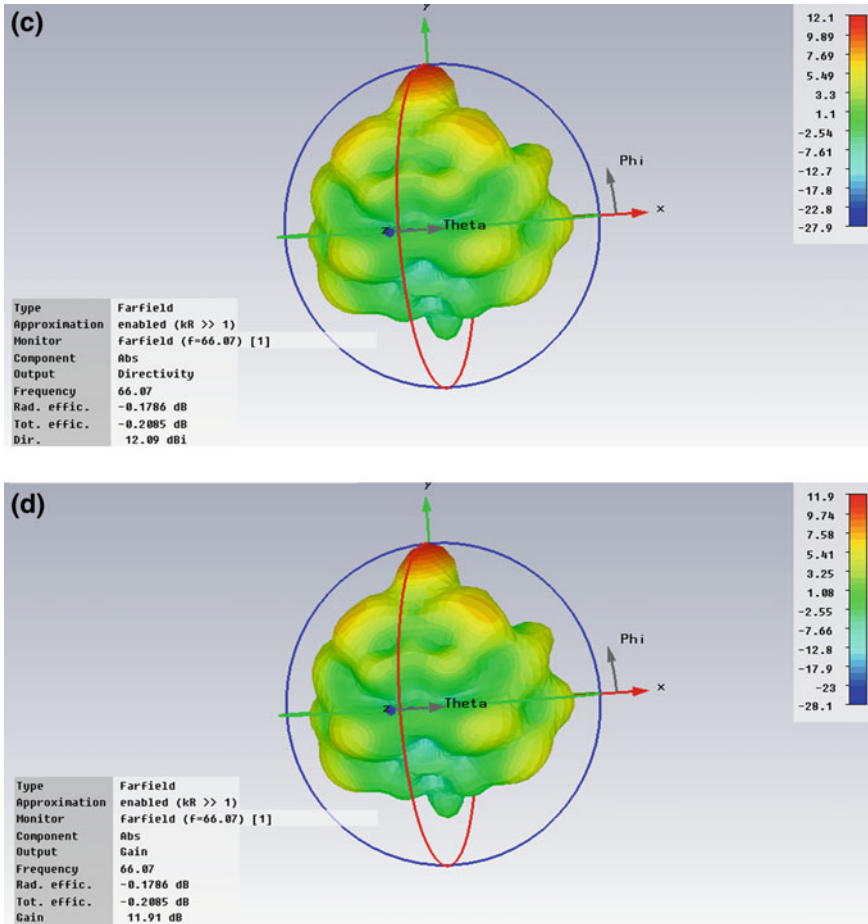 (c)
y
12.1
9.89
7.69
5.49
3.3
1.1
-2.54
-7.61
-12.7
-17.8
-22.8
-27.9
Phi
x
z Theta
Type Farfield
Approximation enabled (kR >> 1)
Monitor farfield (f=66.07) [1]
Component Abs
Output Directivity
Frequency 66.07
Rad. effic. -0.1786 dB
Tot. effic. -0.2085 dB
Dir. 12.09 dBi
(d)
y
11.9
9.74
7.58
5.41
3.25
1.08
-2.55
-7.66
-12.8
-17.9
-23
-28.1
Phi
x
z Theta
Type Farfield
Approximation enabled (kR >> 1)
Monitor farfield (f=66.07) [1]
Component Abs
Output Gain
Frequency 66.07
Rad. effic. -0.1786 dB
Tot. effic. -0.2085 dB
Gain 11.91 dB